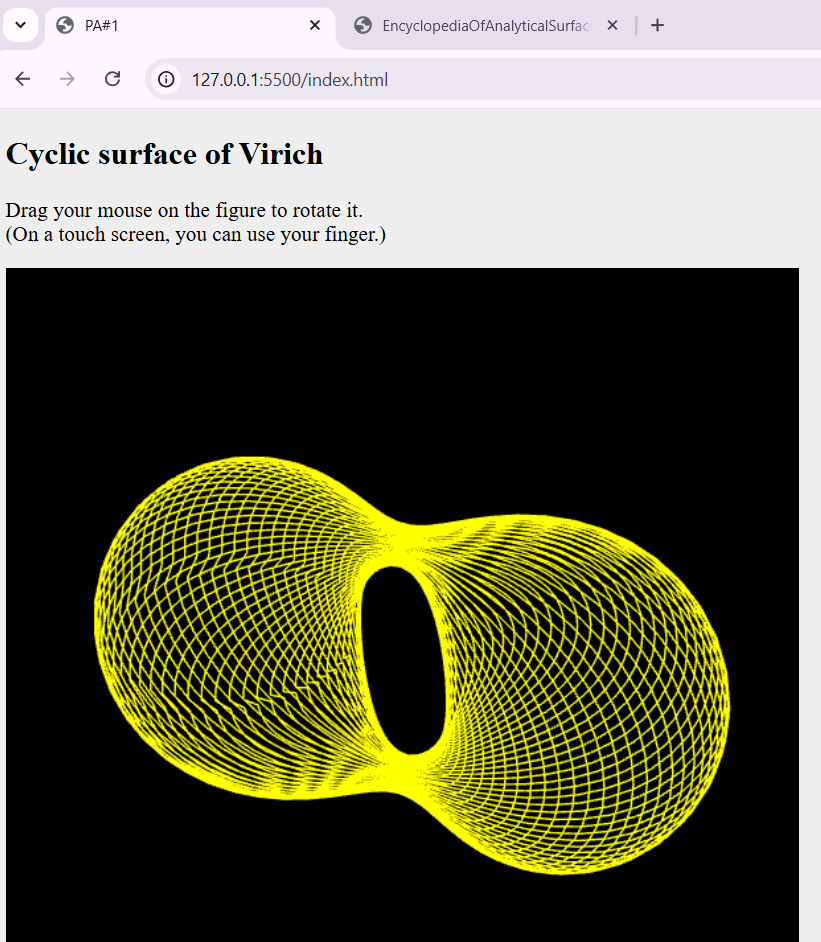 PA#1
EncyclopediaOfAnalyticalSurfac
127.0.0.1:5500/index.html
Cyclic surface of Virich
Drag your mouse on the figure to rotate it.
(On a touch screen, you can use your finger.)